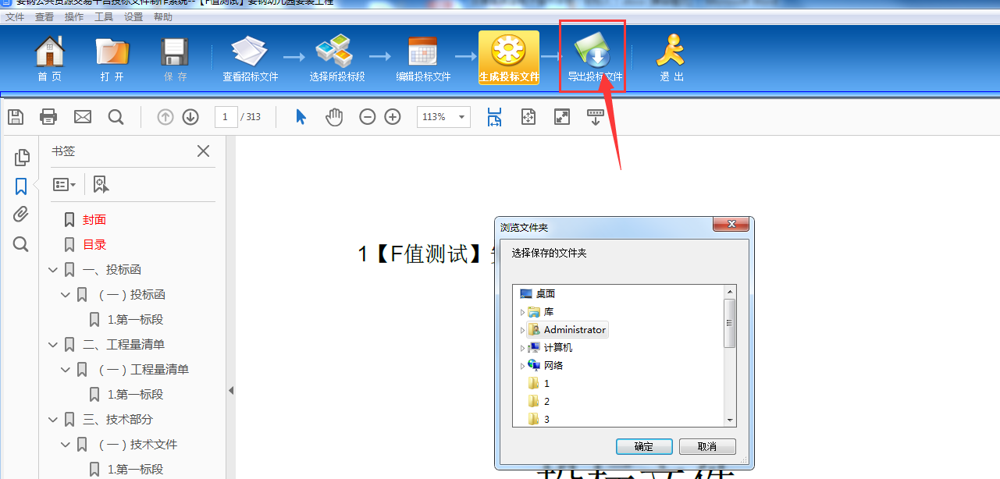 娄钢公共资源交易平台投标文件制作系统--【F值测试】娄钢幼儿园安装工程
文件 查看 操作 工具 设置 帮助
首 页 打 开 保 存 查看招标文件 选择所投标段 编辑投标文件 生成投标文件 导出投标文件 退 出
1 / 313 113%
书签
封面
目录
一、投标函
（一）投标函
1.第一标段
二、工程量清单
（一）工程量清单
1.第一标段
三、技术部分
（一）技术文件
1.第一标段
1【F值测试】
浏览文件夹
选择保存的文件夹
桌面
库
Administrator
计算机
网络
1
2
3
确定 取消